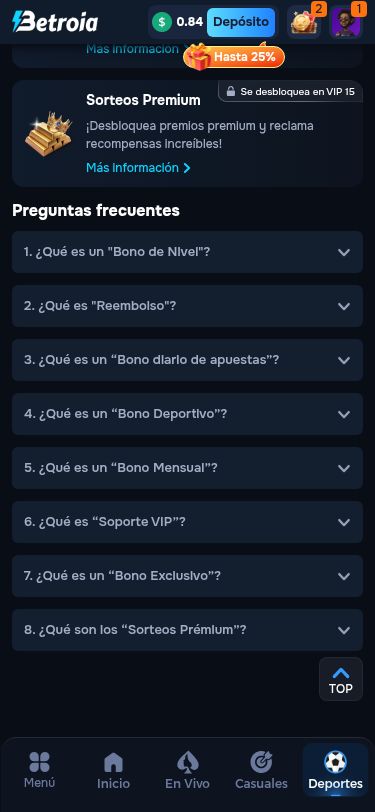 Betroia
$ 0.84 Depósito
2
1
Más información
Hasta 25%
Se desbloquea en VIP 15
Sorteos Premium
¡Desbloquea premios premium y reclama
recompensas increíbles!
Más información
Preguntas frecuentes
1. ¿Qué es un "Bono de Nivel"?
2. ¿Qué es "Reembolso"?
3. ¿Qué es un “Bono diario de apuestas”?
4. ¿Qué es un “Bono Deportivo”?
5. ¿Qué es un “Bono Mensual”?
6. ¿Qué es “Soporte VIP”?
7. ¿Qué es un “Bono Exclusivo”?
8. ¿Qué son los “Sorteos Prémium”?
TOP
Menú Inicio En Vivo Casuales Deportes